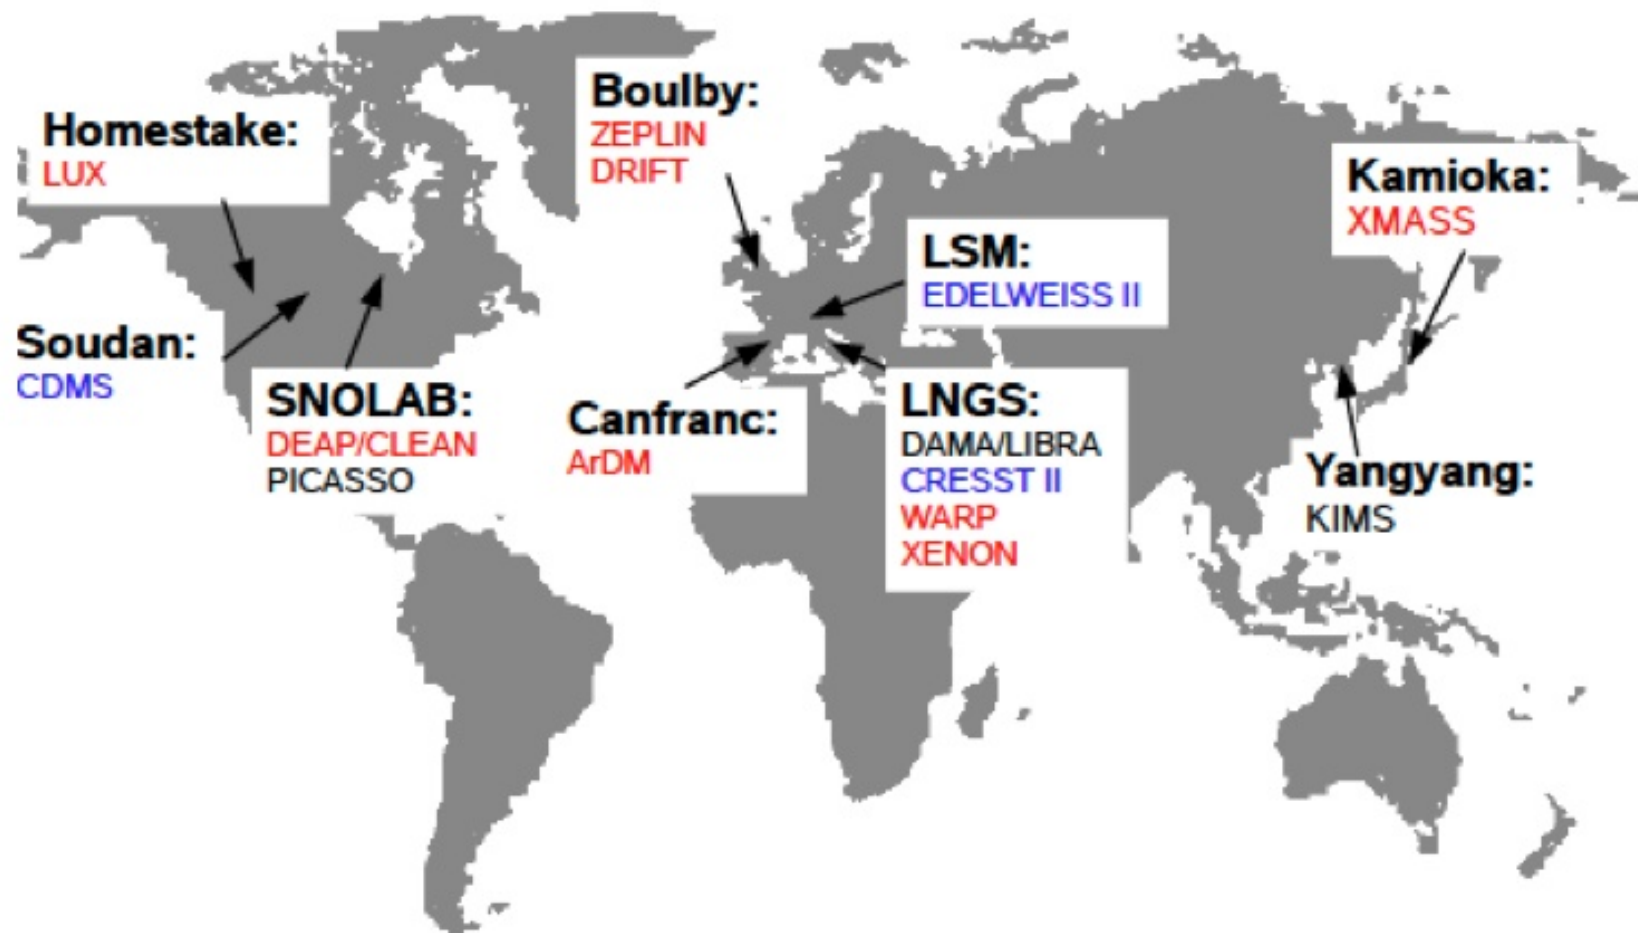 Homestake:
LUX
Soudan:
CDMS
SNOLAB:
DEAP/CLEAN
PICASSO
Boulby:
ZEPLIN
DRIFT
LSM:
EDELWEISS II
Canfranc:
ArDM
LNGS:
DAMA/LIBRA
CRESST II
WARP
XENON
Kamioka:
XMASS
Yangyang:
KIMS